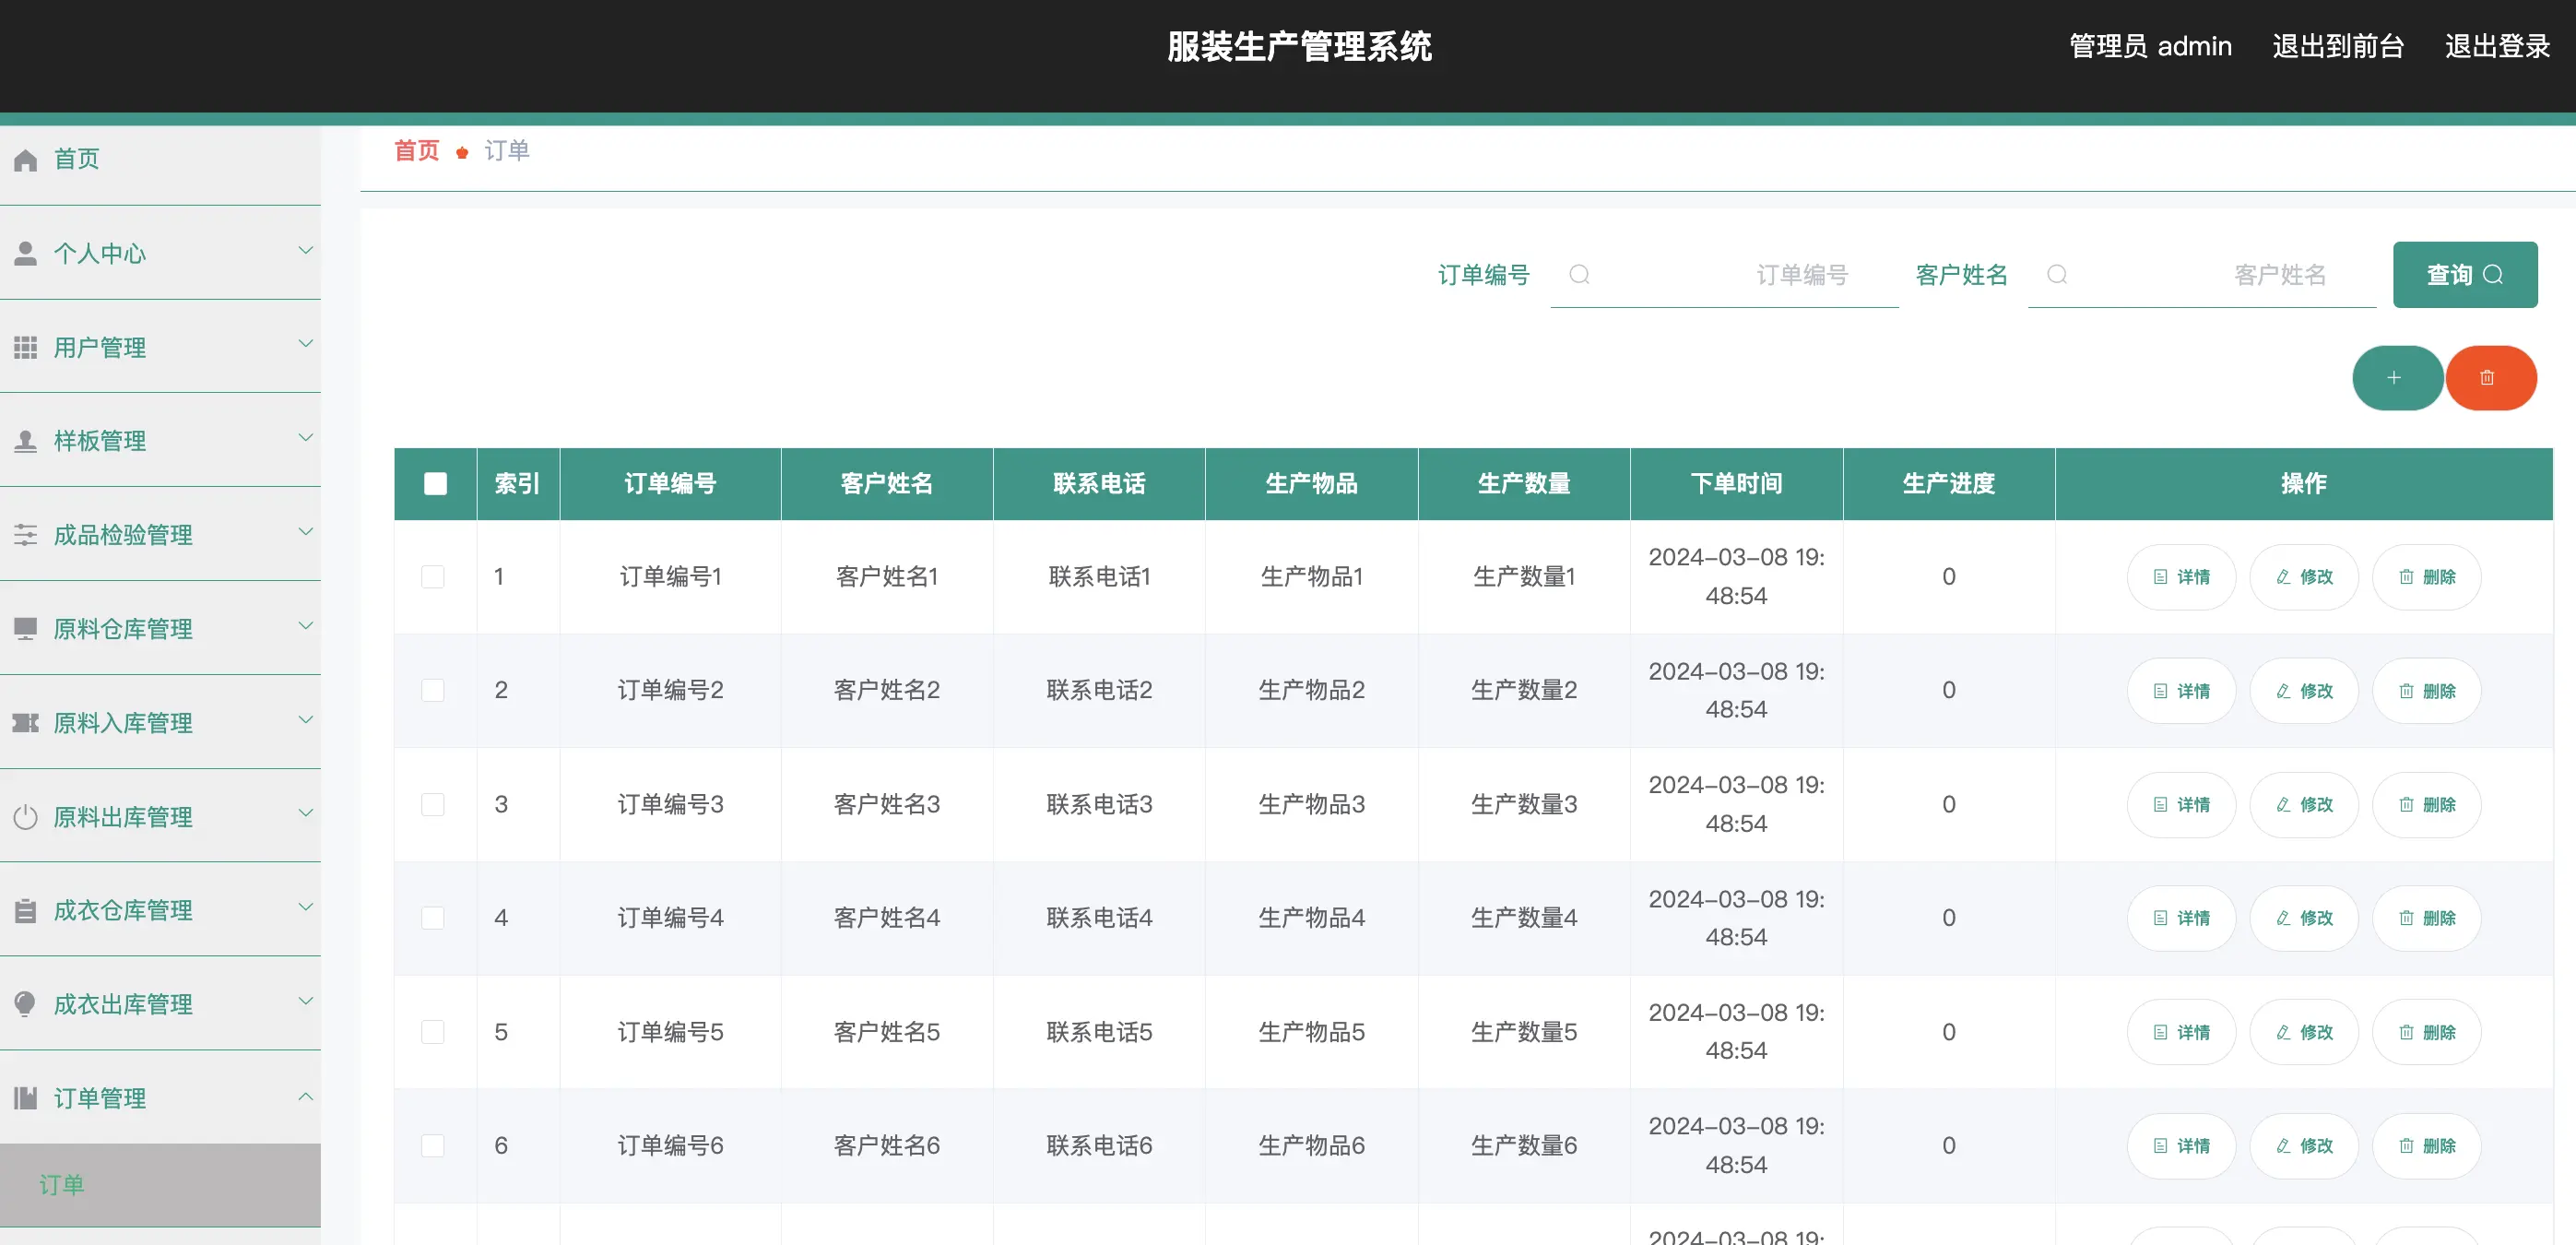 服装生产管理系统
管理员 admin 退出到前台 退出登录
首页
个人中心
用户管理
样板管理
成品检验管理
原料仓库管理
原料入库管理
原料出库管理
成衣仓库管理
成衣出库管理
订单管理
订单
首页 订单
订单编号 订单编号 客户姓名 客户姓名 查询
索引 订单编号 客户姓名 联系电话 生产物品 生产数量 下单时间 生产进度 操作
1 订单编号1 客户姓名1 联系电话1 生产物品1 生产数量1 2024-03-08 19:48:54 0 详情 修改 删除
2 订单编号2 客户姓名2 联系电话2 生产物品2 生产数量2 2024-03-08 19:48:54 0 详情 修改 删除
3 订单编号3 客户姓名3 联系电话3 生产物品3 生产数量3 2024-03-08 19:48:54 0 详情 修改 删除
4 订单编号4 客户姓名4 联系电话4 生产物品4 生产数量4 2024-03-08 19:48:54 0 详情 修改 删除
5 订单编号5 客户姓名5 联系电话5 生产物品5 生产数量5 2024-03-08 19:48:54 0 详情 修改 删除
6 订单编号6 客户姓名6 联系电话6 生产物品6 生产数量6 2024-03-08 19:48:54 0 详情 修改 删除
2024-03-08 19: